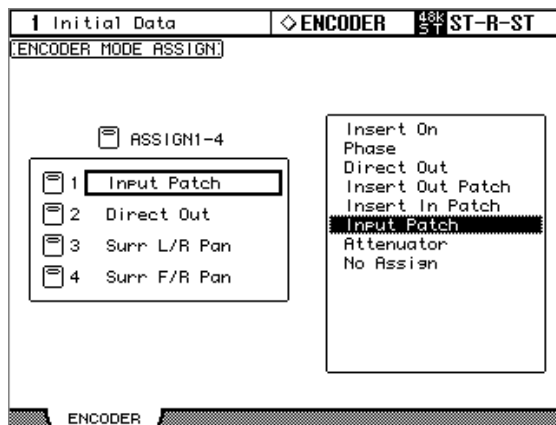 1 Initial Data ◇ENCODER 48k ST ST-R-ST
ENCODER MODE ASSIGN
ASSIGN1-4
1 Input Patch
2 Direct Out
3 Surr L/R Pan
4 Surr F/R Pan
Insert On
Phase
Direct Out
Insert Out Patch
Insert In Patch
Input Patch
Attenuator
No Assign
ENCODER